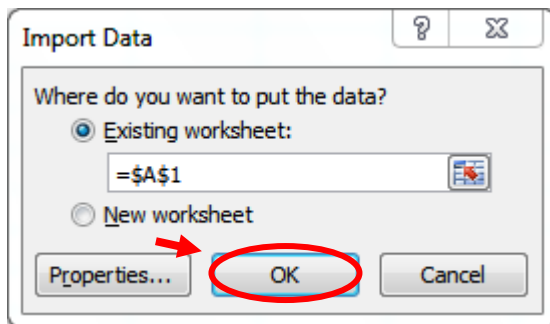 Import Data
Where do you want to put the data?
Existing worksheet:
=$A$1
New worksheet
Properties... OK Cancel